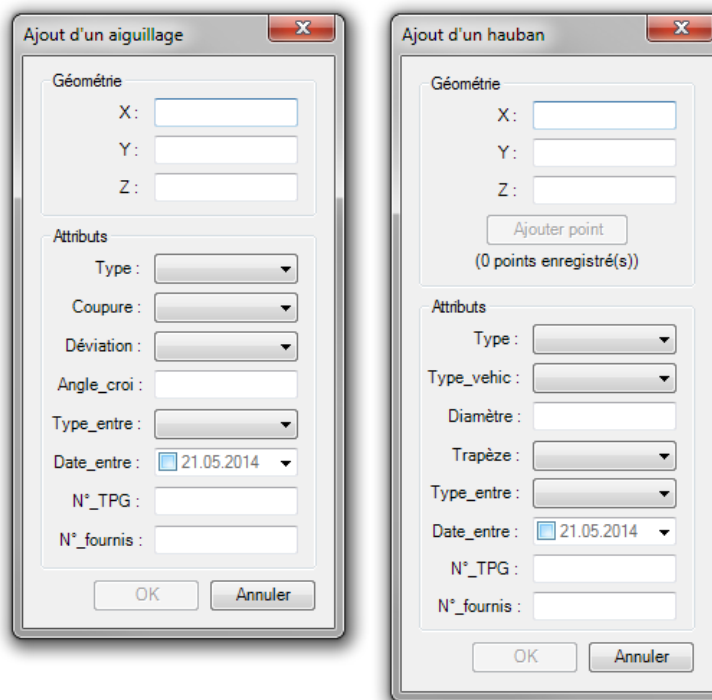 Ajout d'un aiguillage
Géométrie
X :
Y :
Z :
Attributs
Type :
Coupure :
Déviation :
Angle_croi :
Type_entre :
Date_entre : 21.05.2014
N°_TPG :
N°_fournis :
OK Annuler
Ajout d'un hauban
Géométrie
X :
Y :
Z :
Ajouter point
(0 points enregistré(s))
Attributs
Type :
Type_vehic :
Diamètre :
Trapèze :
Type_entre :
Date_entre : 21.05.2014
N°_TPG :
N°_fournis :
OK Annuler